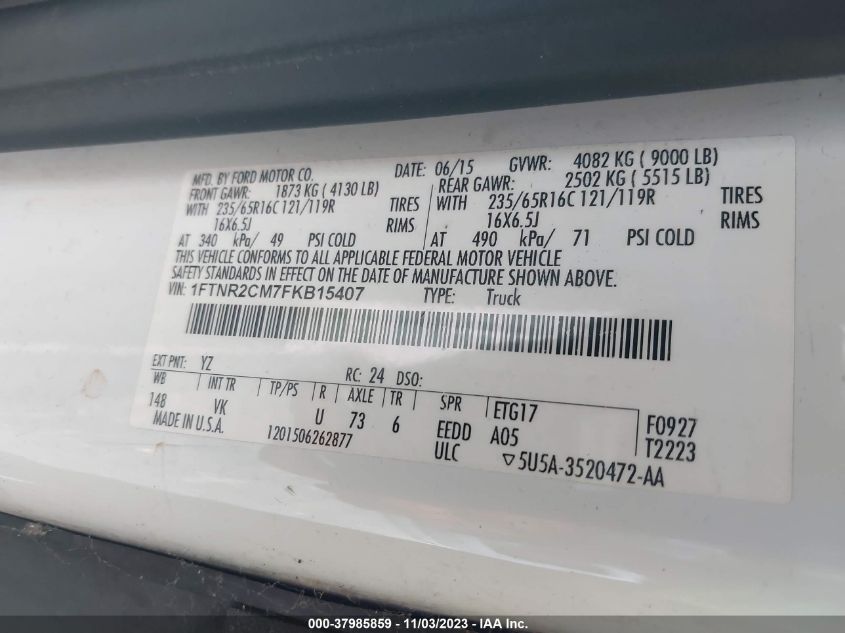 MFD. BY FORD MOTOR CO. DATE: 06/15 GVWR: 4082 KG ( 9000 LB)
FRONT GAWR: 1873 KG ( 4130 LB) REAR GAWR: 2502 KG ( 5515 LB)
WITH 235/65R16C 121/119R TIRES WITH 235/65R16C 121/119R TIRES
16X6.5J RIMS 16X6.5J RIMS
AT 340 kPa/ 49 PSI COLD AT 490 kPa/ 71 PSI COLD
THIS VEHICLE CONFORMS TO ALL APPLICABLE FEDERAL MOTOR VEHICLE
SAFETY STANDARDS IN EFFECT ON THE DATE OF MANUFACTURE SHOWN ABOVE.
VIN: 1FTNR2CM7FKB15407 TYPE: Truck
EXT PNT: YZ RC: 24 DSO:
WB INT TR TP/PS R AXLE TR SPR ETG17 F0927
148 VK U 73 6 EEDD A05 T2223
MADE IN U.S.A. 1201506262877 ULC ▽5U5A-3520472-AA
000-37985859 - 11/03/2023 - IAA Inc.